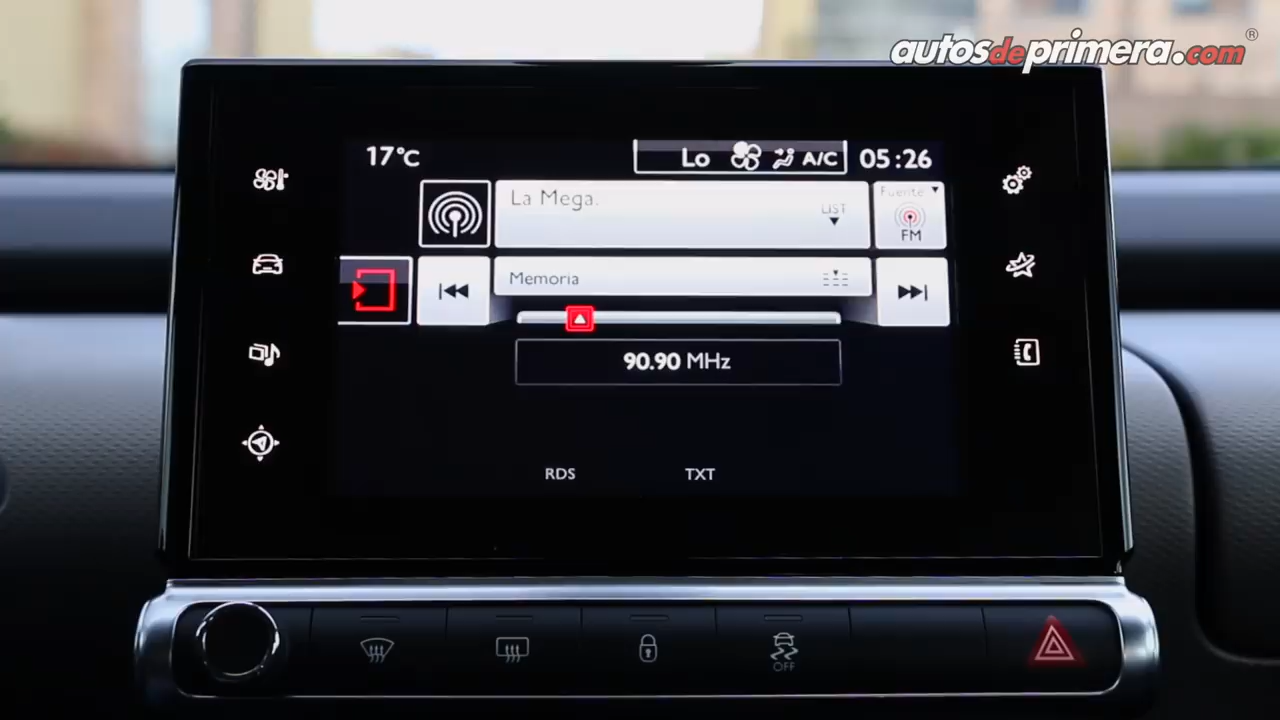 autosdeprimera.com®
17°C
Lo A/C 05:26
La Mega.
LIST
Fuente
FM
Memoria
90.90 MHz
RDS TXT
OFF